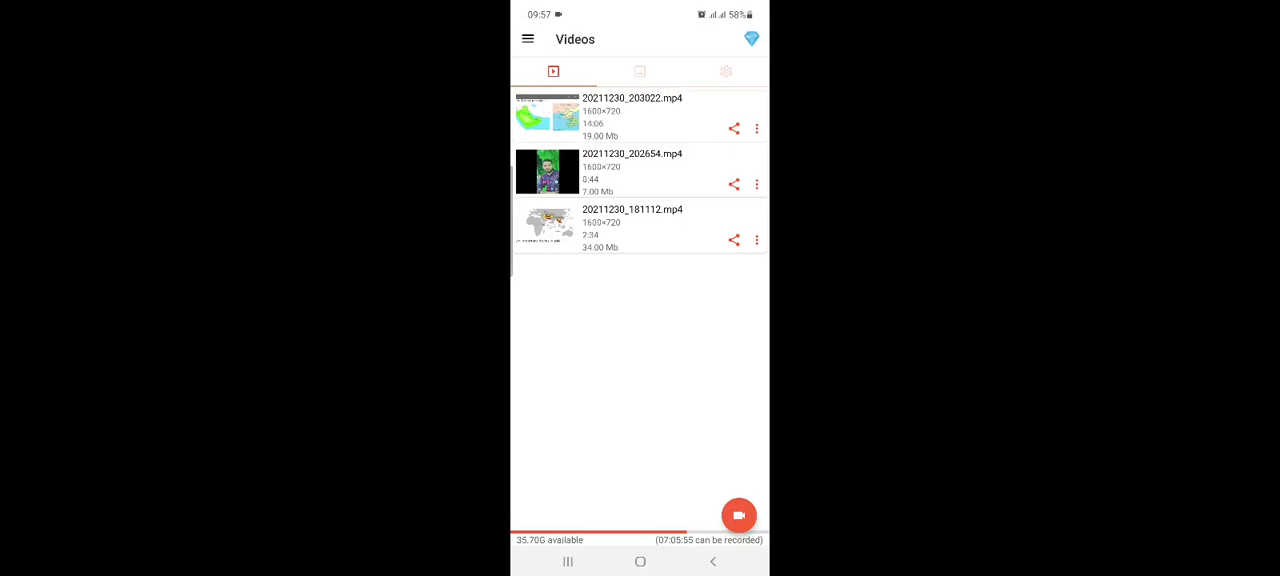 09:57
58%
Videos
20211230_203022.mp4
1600×720
14:06
19.00 Mb
20211230_202654.mp4
1600×720
0:44
7.00 Mb
20211230_181112.mp4
1600×720
2:34
34.00 Mb
35.70G available
(07:05:55 can be recorded)